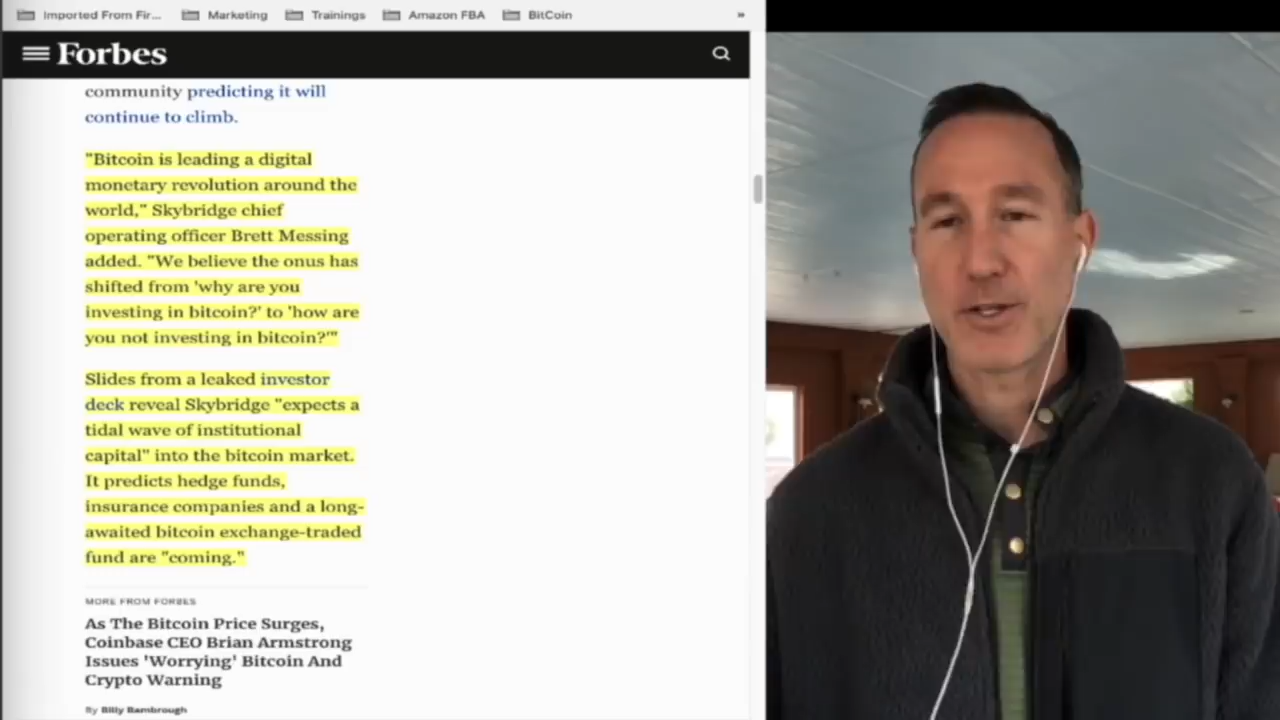 Imported From Fir...
Marketing
Trainings
Amazon FBA
BitCoin
»
Forbes
community predicting it will
continue to climb.
"Bitcoin is leading a digital
monetary revolution around the
world," Skybridge chief
operating officer Brett Messing
added. "We believe the onus has
shifted from 'why are you
investing in bitcoin?' to 'how are
you not investing in bitcoin?'"
Slides from a leaked investor
deck reveal Skybridge "expects a
tidal wave of institutional
capital" into the bitcoin market.
It predicts hedge funds,
insurance companies and a long-
awaited bitcoin exchange-traded
fund are "coming."
MORE FROM FORBES
As The Bitcoin Price Surges,
Coinbase CEO Brian Armstrong
Issues 'Worrying' Bitcoin And
Crypto Warning
By Billy Bambrough